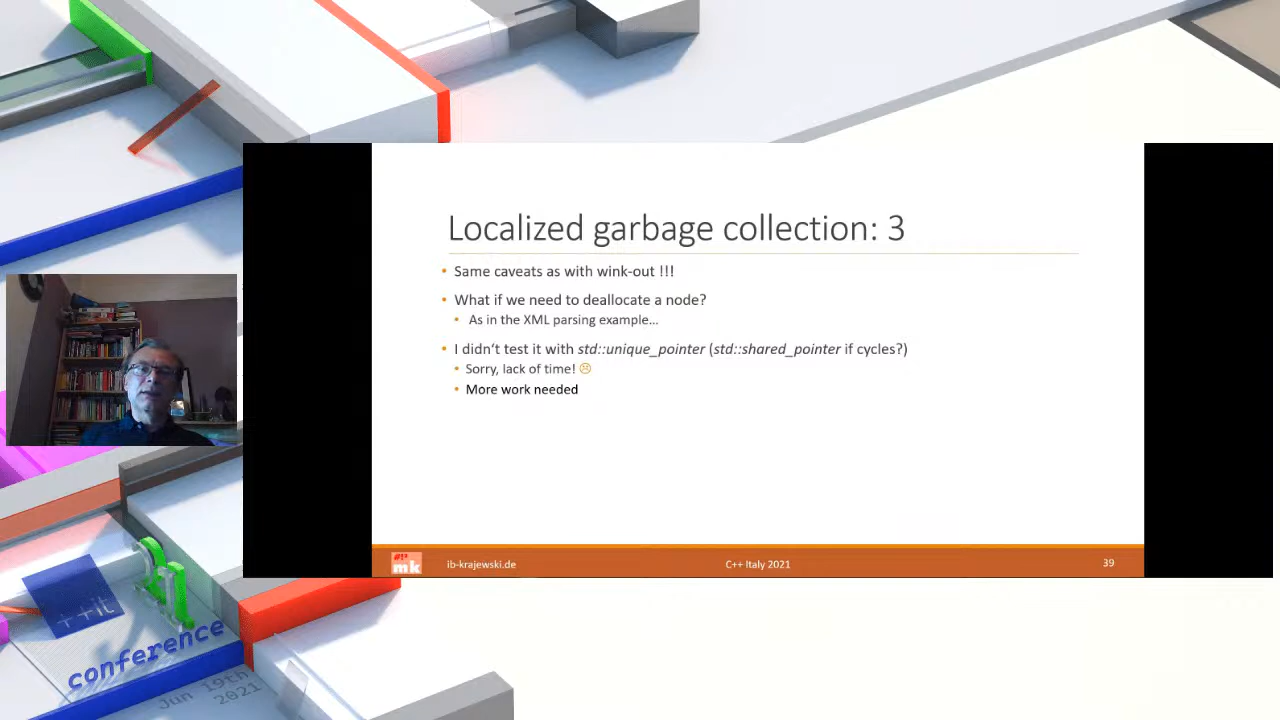 Localized garbage collection: 3
• Same caveats as with wink-out !!!
• What if we need to deallocate a node?
• As in the XML parsing example...
• I didn't test it with std::unique_pointer (std::shared_pointer if cycles?)
• Sorry, lack of time! ☹
• More work needed
#!?
mk
ib-krajewski.de
C++ Italy 2021
39
++it
conference
Jun 19th
2021